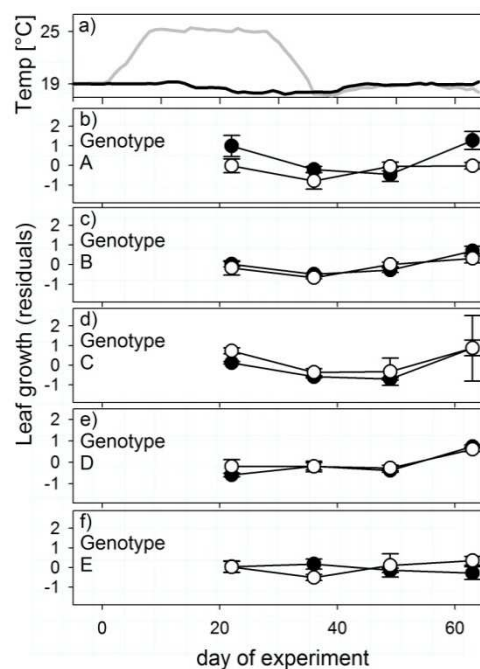 a)
Temp [°C]
25
19
b)
Genotype
A
2
1
0
-1
c)
Genotype
B
2
1
0
-1
d)
Genotype
C
2
1
0
-1
e)
Genotype
D
2
1
0
-1
f)
Genotype
E
2
1
0
-1
Leaf growth (residuals)
0
20
40
60
day of experiment